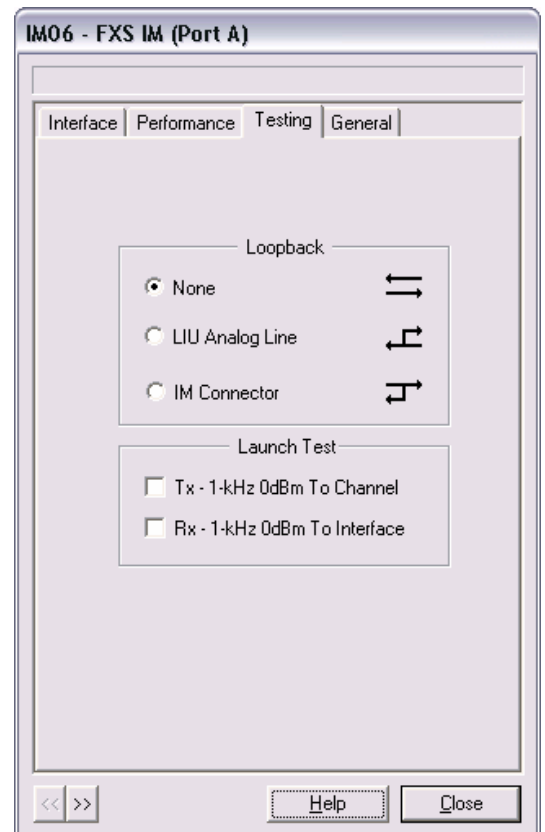 IM06 - FXS IM (Port A)
Interface Performance Testing General
Loopback
None
LIU Analog Line
IM Connector
Launch Test
Tx - 1-kHz 0dBm To Channel
Rx - 1-kHz 0dBm To Interface
<< >> Help Close